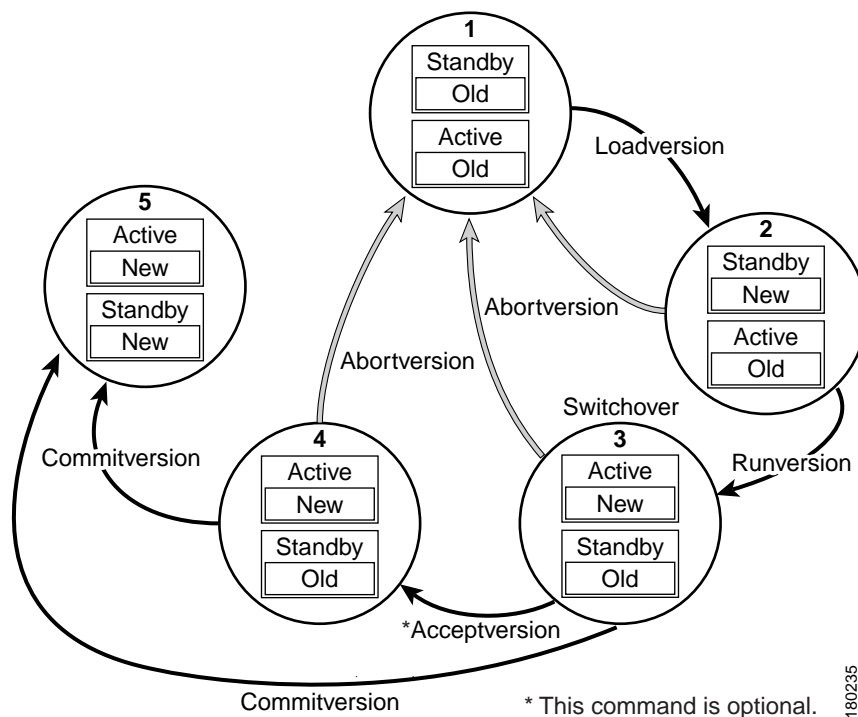 1
Standby
Old
Active
Old
Loadversion
5
Active
New
Standby
New
2
Standby
New
Active
Old
Abortversion
Abortversion
Switchover
4
Active
New
Standby
Old
3
Active
New
Standby
Old
Commitversion
Runversion
*Acceptversion
Commitversion
* This command is optional.
180235